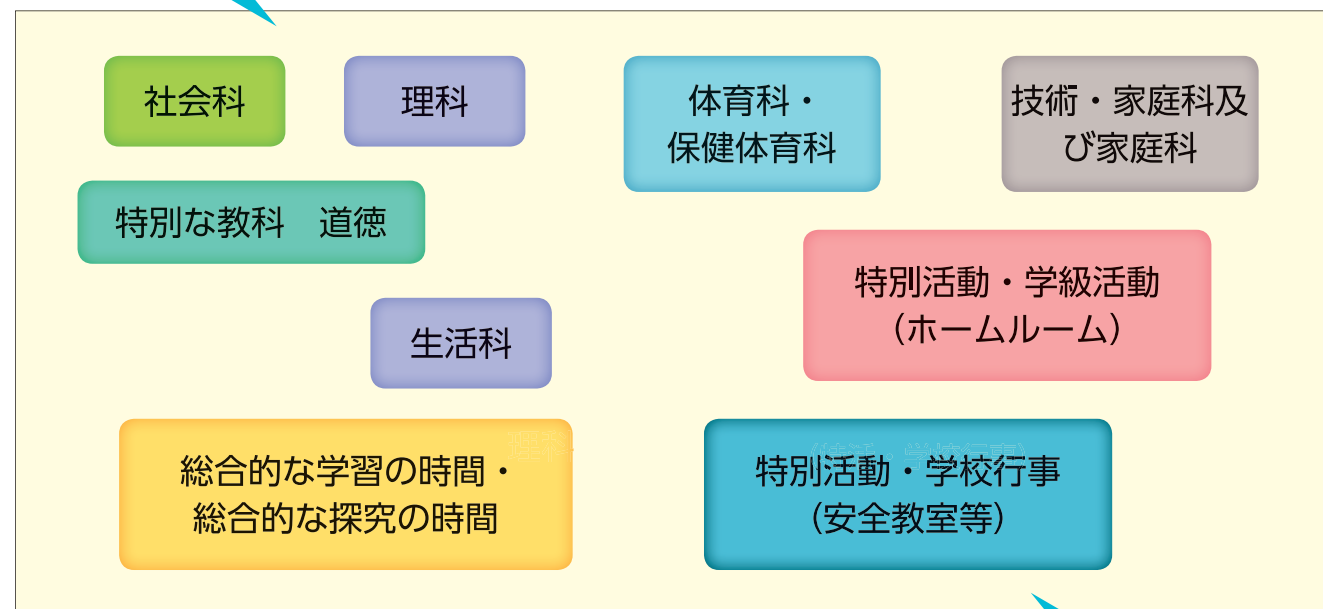 社会科
理科
体育科・
保健体育科
技術・家庭科及
び家庭科
特別な教科　道徳
特別活動・学級活動
（ホームルーム）
生活科
総合的な学習の時間・
総合的な探究の時間
特別活動・学校行事
（安全教室等）